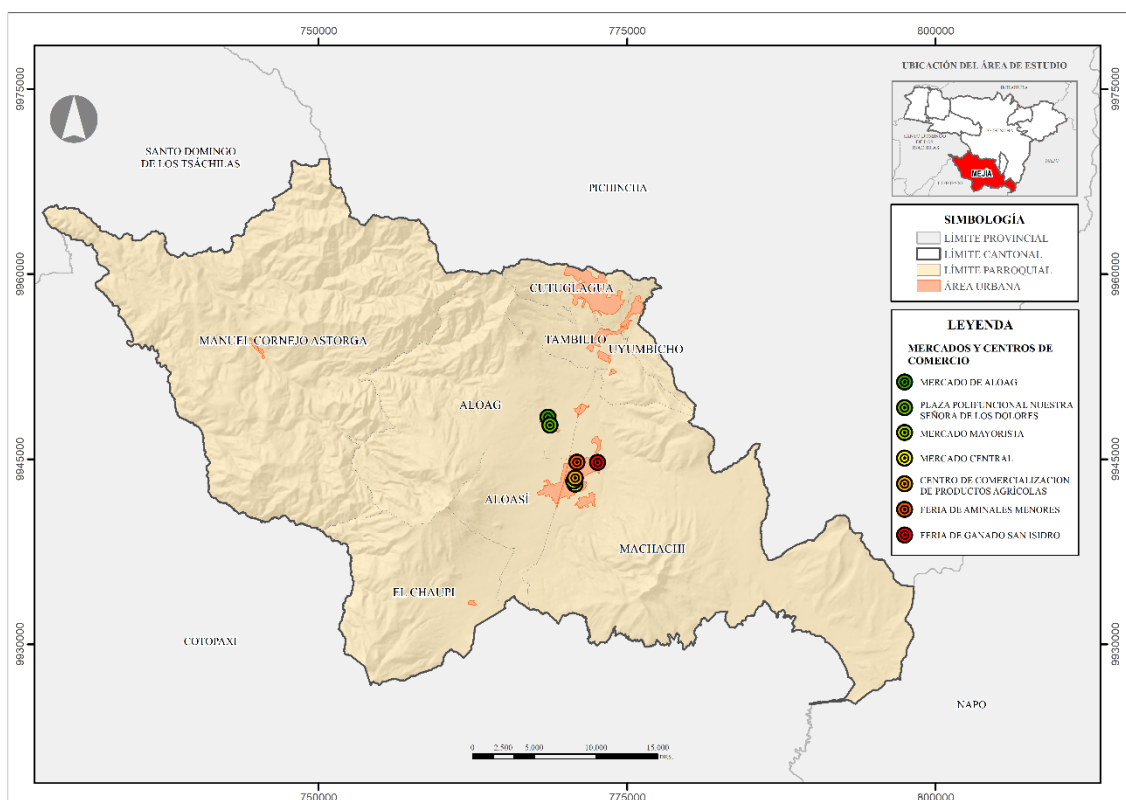 750000
775000
800000
9975000
9960000
9945000
9930000
SANTO DOMINGO
DE LOS TSÁCHILAS
PICHINCHA
CUTUGLAGUA
MANUEL CORNEJO ASTORGA
TAMBILLO
UYUMBICHO
ALOAG
ALOASÍ
MACHACHI
EL CHAUPI
COTOPAXI
NAPO
0 2.500 5.000 10.000 15.000
UBICACIÓN DEL ÁREA DE ESTUDIO
MEJIA
SIMBOLOGÍA
LÍMITE PROVINCIAL
LÍMITE CANTONAL
LÍMITE PARROQUIAL
ÁREA URBANA
LEYENDA
MERCADOS Y CENTROS DE
COMERCIO
MERCADO DE ALOAG
PLAZA POLIFUNCIONAL NUESTRA
SEÑORA DE LOS DOLORES
MERCADO MAYORISTA
MERCADO CENTRAL
CENTRO DE COMERCIALIZACION
DE PRODUCTOS AGRÍCOLAS
FERIA DE AMINALES MENORES
FERIA DE GANADO SAN ISIDRO
9975000
9960000
9945000
9930000
750000
775000
800000